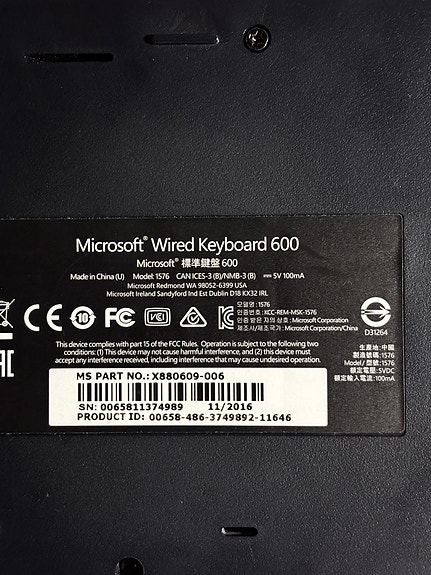 Microsoft® Wired Keyboard 600
Microsoft® 標準鍵盤 600
Made in China (U) Model: 1576 CAN ICES-3 (B)/NMB-3 (B) ⎓ 5V 100mA
Microsoft Redmond WA 98052-6399 USA
Microsoft Ireland Sandyford Ind Est Dublin D18 KX32 IRL
CE 10 FC VCI
모델명: 1576
인증번호: KCC-REM-MSK-1576
인증받은 자의 상호: Microsoft Corporation
제조사/제조국가: Microsoft Corporation/China
D31264
EAC
This device complies with part 15 of the FCC Rules. Operation is subject to the following two
conditions: (1) This device may not cause harmful interference, and (2) this device must
accept any interference received, including interference that may cause undesired operation.
生產地: 中國
製造號碼: 1576
Model / 型號: 1576
額定電壓: 5VDC
額定輸入電流: 100mA
MS PART NO.: X880609-006
SN: 0065811374989 11/2016
PRODUCT ID: 00658-486-3749892-11646